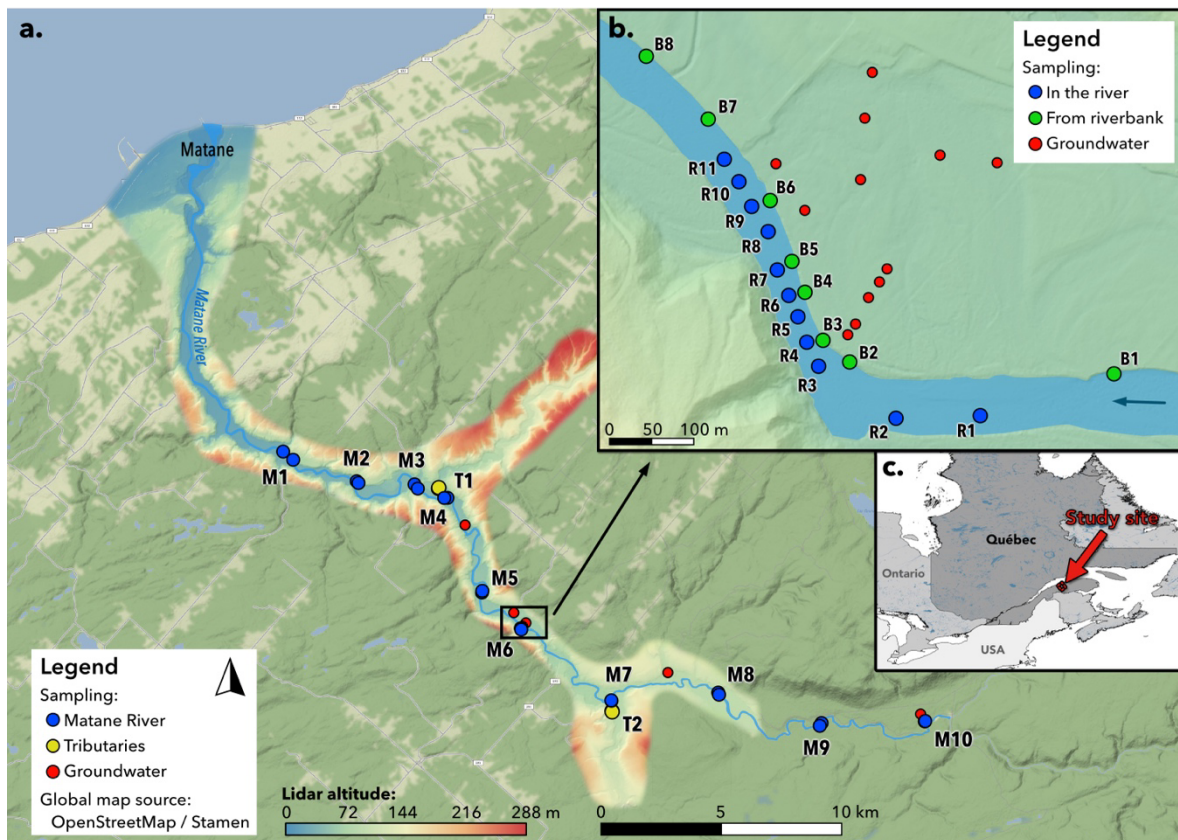 a.
Matane
Matane River
M1
M2
M3
T1
M4
M5
M6
M7
T2
M8
M9
M10
Legend
Sampling:
Matane River
Tributaries
Groundwater
Global map source:
OpenStreetMap / Stamen
Lidar altitude:
0 72 144 216 288 m
0 5 10 km
b.
B8
B7
R11
R10
B6
R9
R8
B5
R7
B4
R6
R5
B3
R4
B2
R3
B1
R2
R1
0 50 100 m
Legend
Sampling:
In the river
From riverbank
Groundwater
c.
Study site
Québec
Ontario
USA